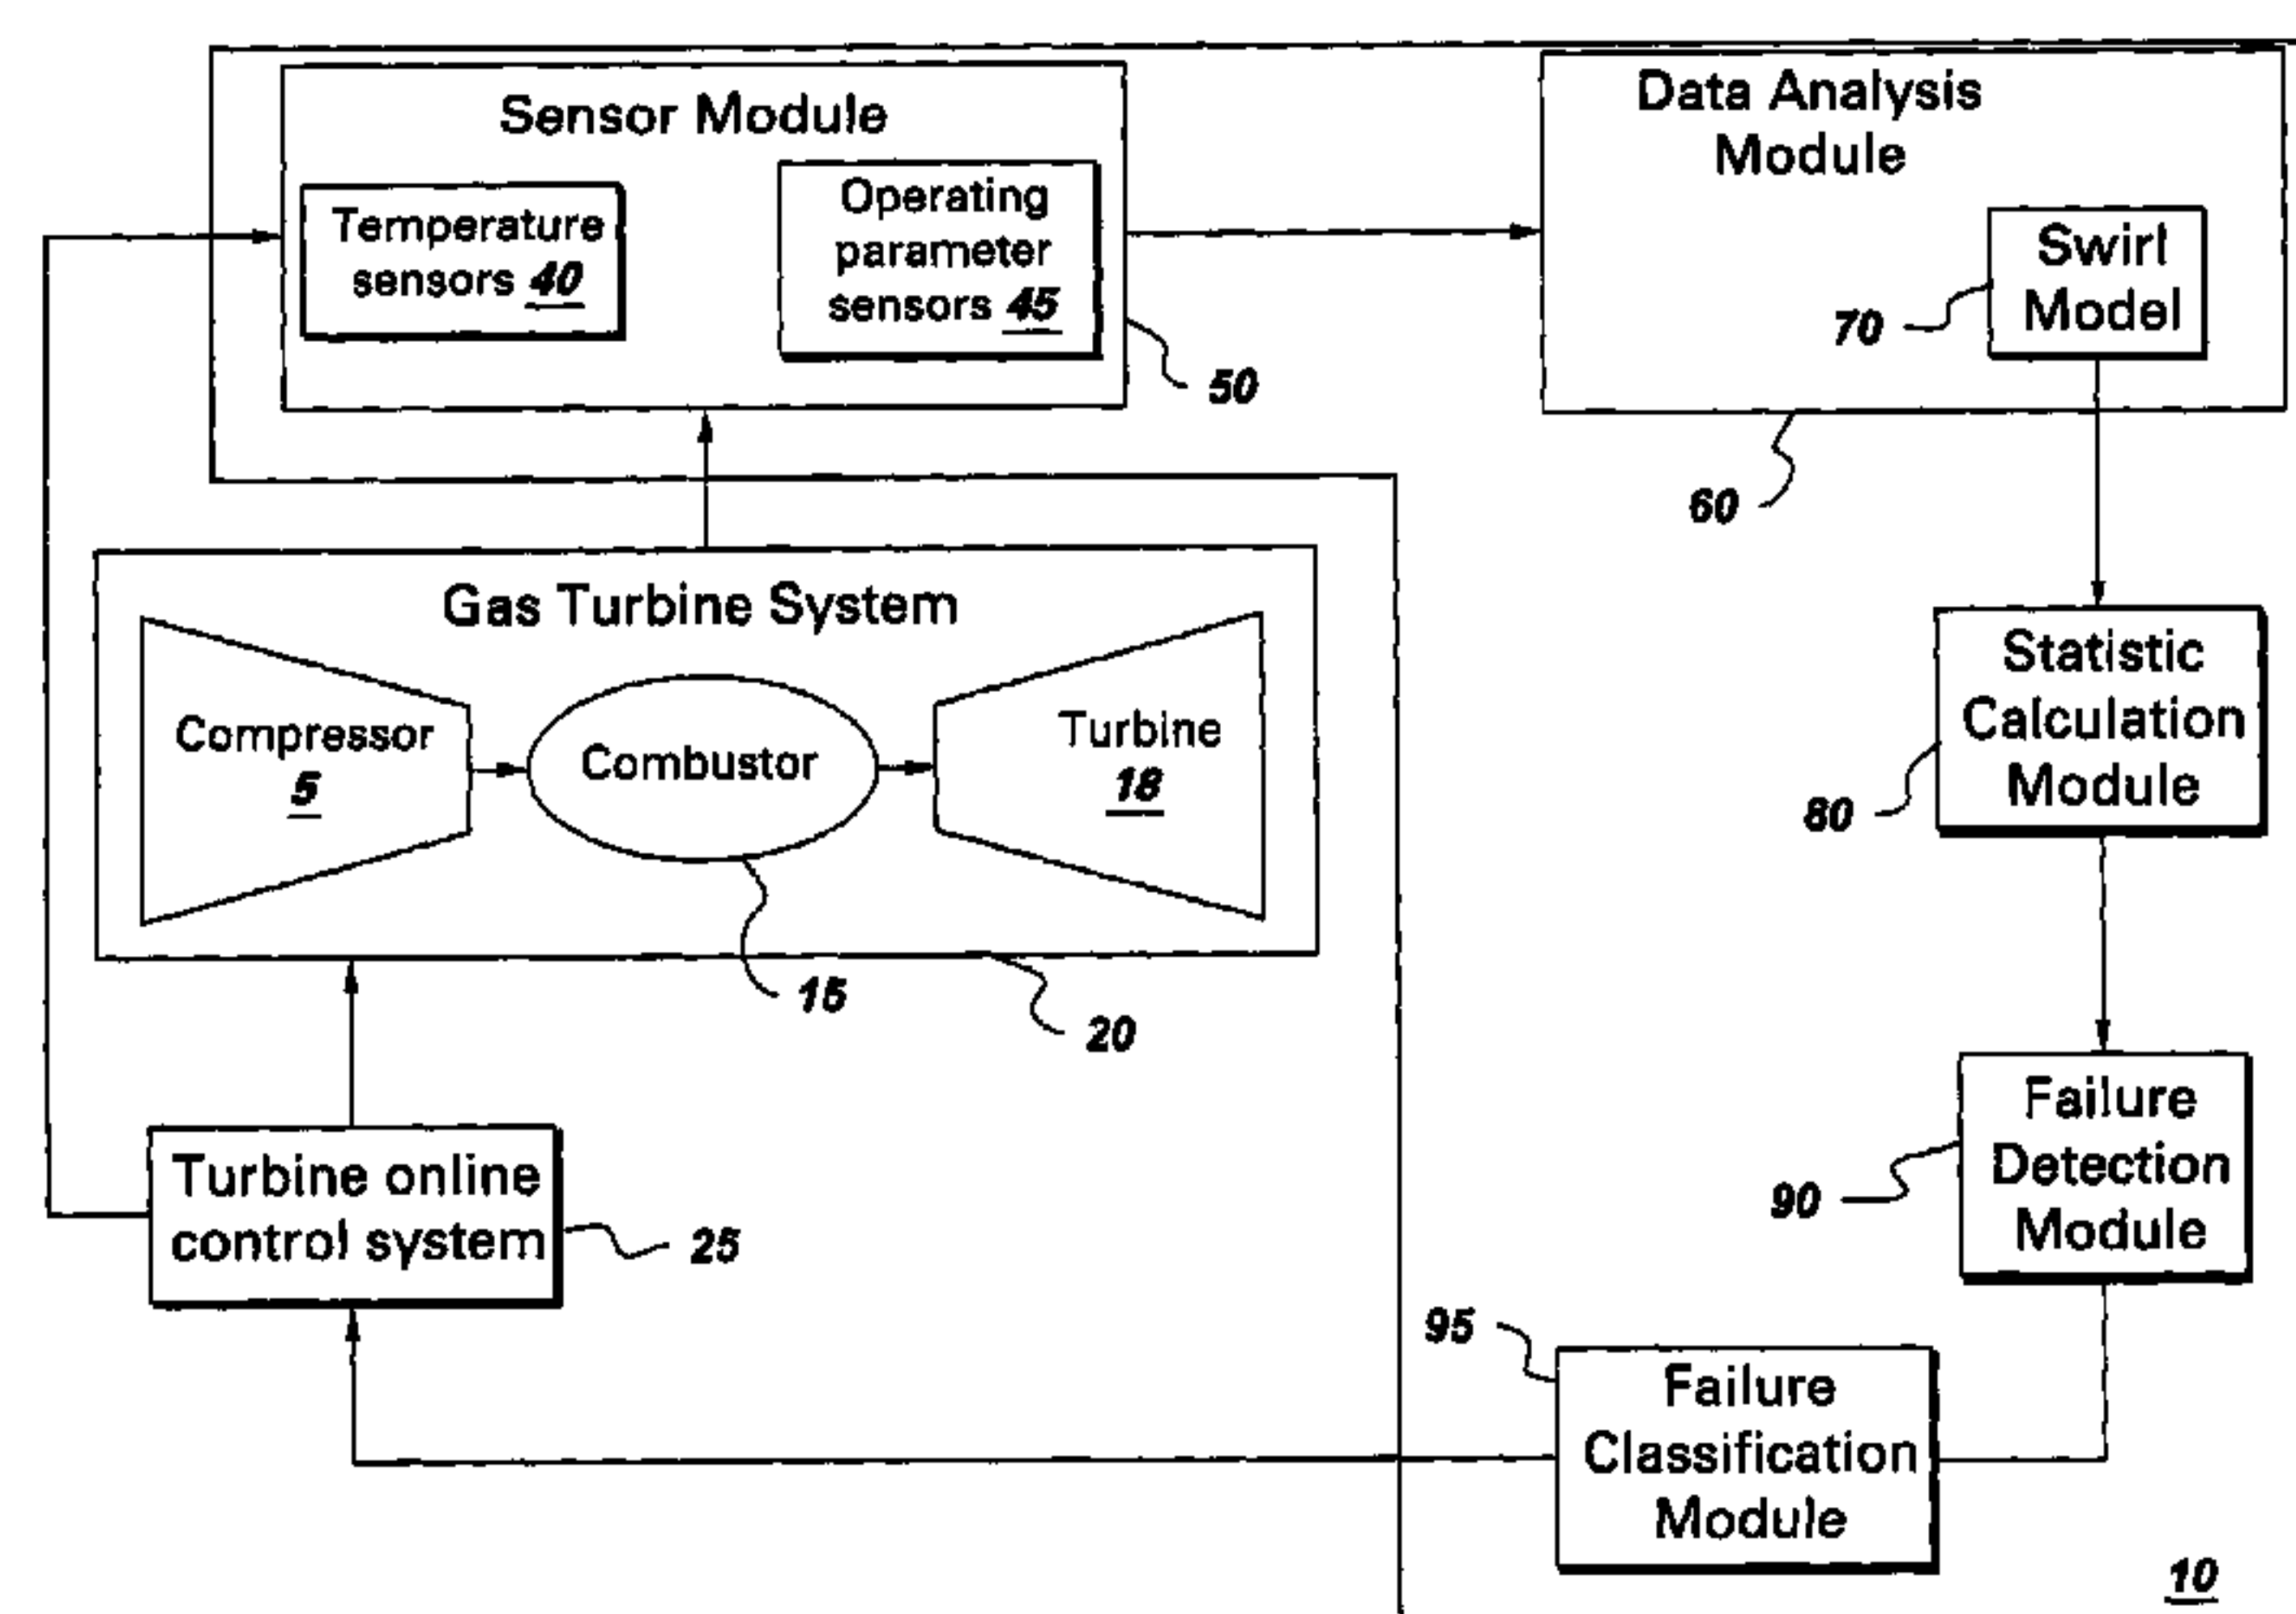 Sensor Module
Temperature
sensors 40
Operating
parameter
sensors 45
50
Data Analysis
Module
Swirl
Model
70
60
Gas Turbine System
Compressor
5
Combustor
Turbine
18
15
20
Statistic
Calculation
Module
80
Turbine online
control system
25
Failure
Detection
Module
90
95
Failure
Classification
Module
10